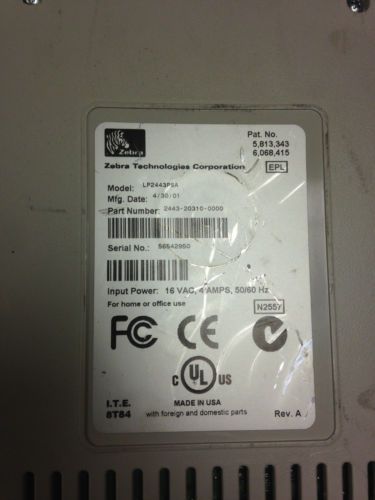 Zebra
Pat. No.
5,813,343
6,068,415
Zebra Technologies Corporation
EPL
Model: LP2443PSA
Mfg. Date: 4/30/01
Part Number: 2443-20310-0000
Serial No.: 56542950
Input Power: 16 VAC, 4 AMPS, 50/60 Hz
For home or office use
N2557
FC CE
C UL US
I.T.E.
8T84
MADE IN USA
with foreign and domestic parts
Rev. A